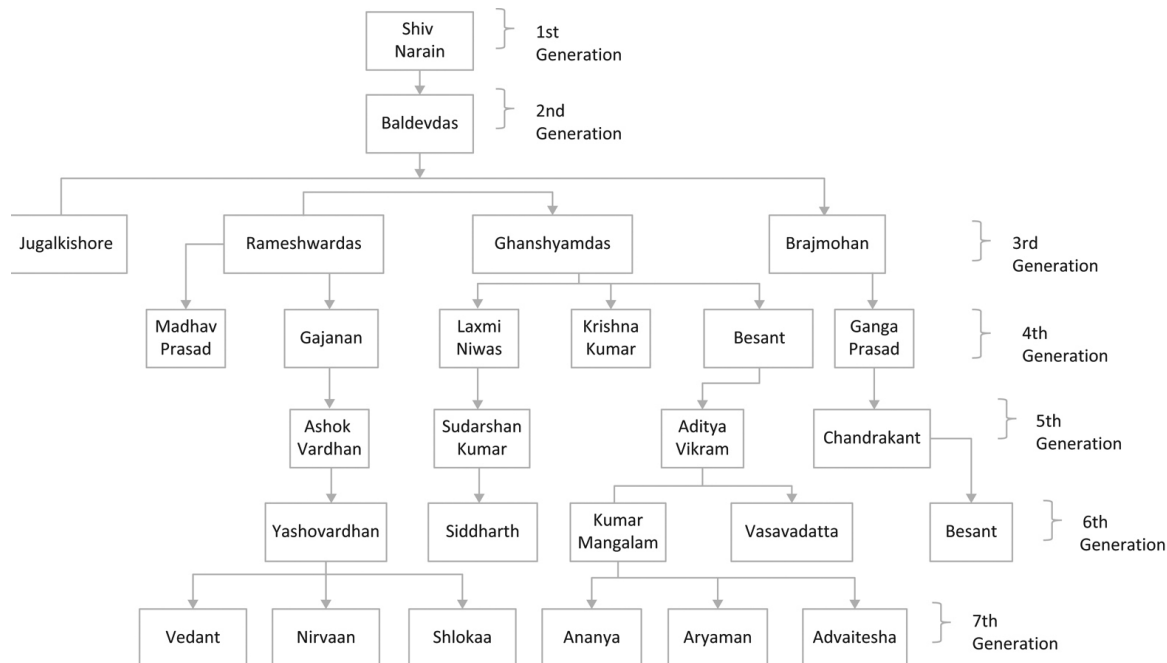 Shiv
Narain
1st
Generation
Baldevdas
2nd
Generation
Jugalkishore
Rameshwardas
Ghanshyamdas
Brajmohan
3rd
Generation
Madhav
Prasad
Gajanan
Laxmi
Niwas
Krishna
Kumar
Besant
Ganga
Prasad
4th
Generation
Ashok
Vardhan
Sudarshan
Kumar
Aditya
Vikram
Chandrakant
5th
Generation
Yashovardhan
Siddharth
Kumar
Mangalam
Vasavadatta
Besant
6th
Generation
Vedant
Nirvaan
Shlokaa
Ananya
Aryaman
Advaitesha
7th
Generation